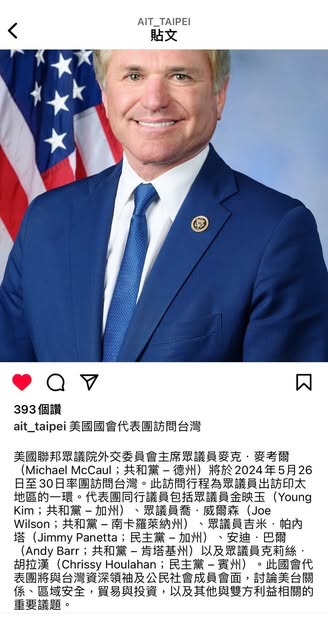 AIT_TAIPEI
貼文
393個讚
ait_taipei 美國國會代表團訪問台灣
美國聯邦眾議院外交委員會主席眾議員麥克．麥考爾
（Michael McCaul；共和黨 – 德州）將於2024年5月26
日至30日率團訪問台灣。此訪問行程為眾議員出訪印太
地區的一環。代表團同行議員包括眾議員金映玉（Young
Kim；共和黨 – 加州）、眾議員喬．威爾森（Joe
Wilson；共和黨 – 南卡羅萊納州）、眾議員吉米．帕內
塔（Jimmy Panetta；民主黨 – 加州）、安迪．巴爾
（Andy Barr；共和黨 – 肯塔基州）以及眾議員克莉絲．
胡拉漢（Chrissy Houlahan；民主黨 – 賓州）。此國會代
表團將與台灣資深領袖及公民社會成員會面，討論美台關
係、區域安全，貿易與投資，以及其他與雙方利益相關的
重要議題。